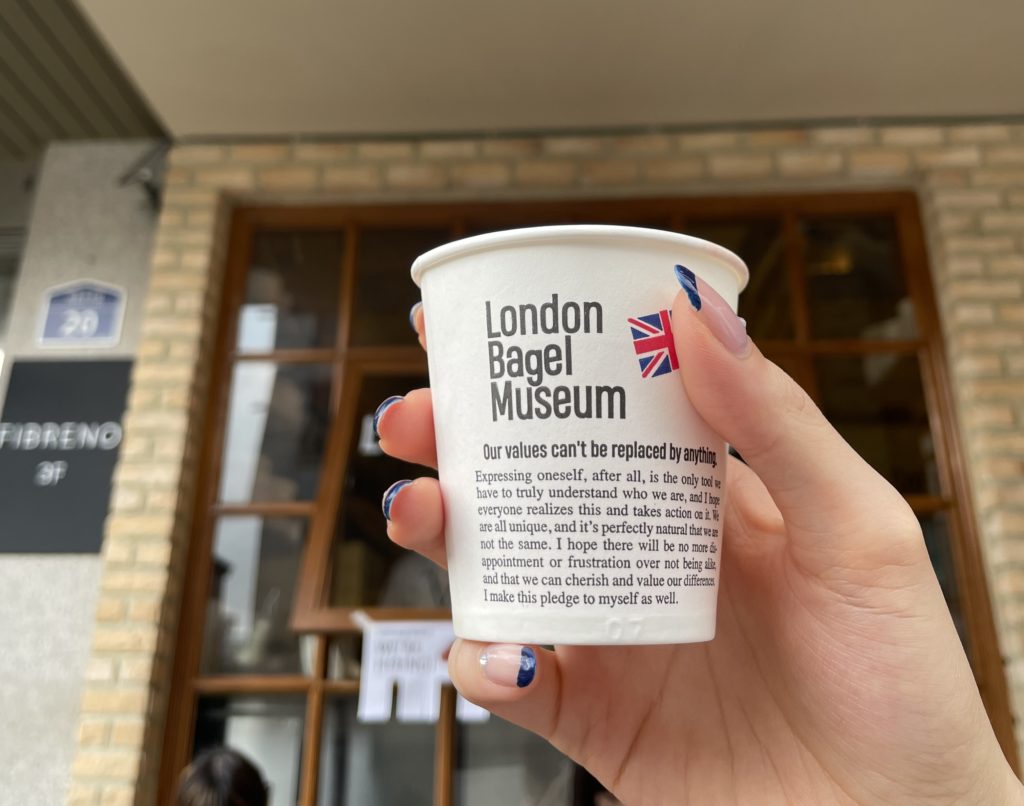 London
Bagel
Museum
Our values can't be replaced by anything.
Expressing oneself, after all, is the only tool we
have to truly understand who we are, and I hope
everyone realizes this and takes action on it. We
are all unique, and it's perfectly natural that we are
not the same. I hope there will be no more dis-
appointment or frustration over not being alike,
and that we can cherish and value our differences.
I make this pledge to myself as well.
07
20
FIBRENO
3F